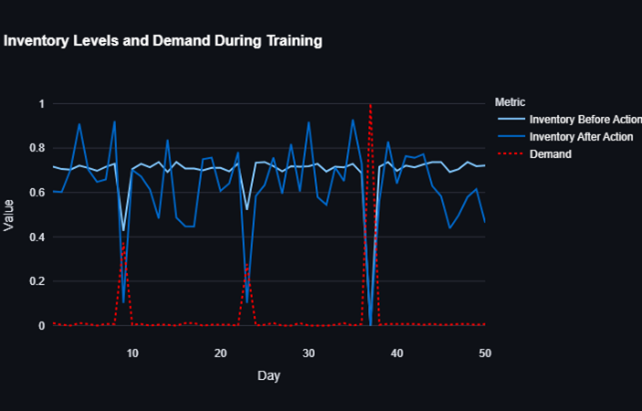 Inventory Levels and Demand During Training
Metric
Inventory Before Action
Inventory After Action
Demand
Value
1
0.8
0.6
0.4
0.2
0
10
20
30
40
50
Day